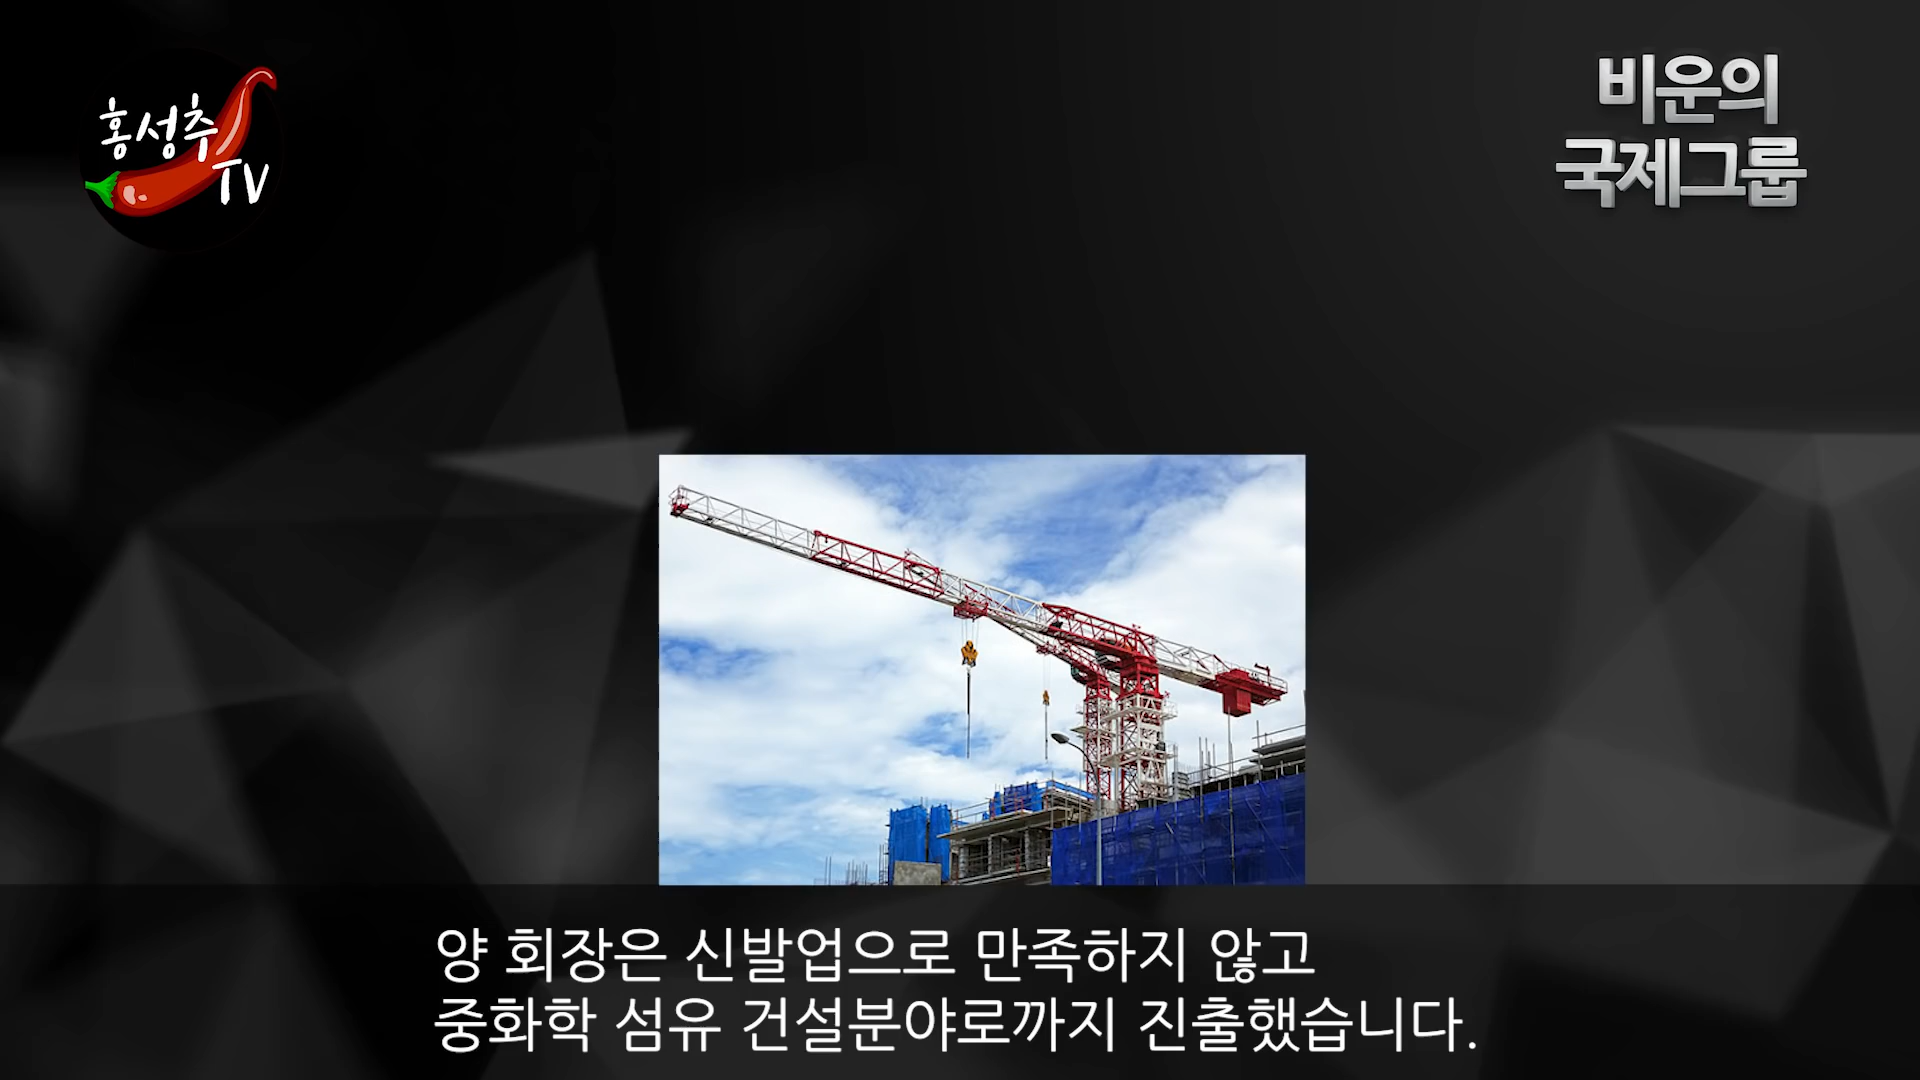 홍성추
TV
비운의
국제그룹
양 회장은 신발업으로 만족하지 않고
중화학 섬유 건설분야로까지 진출했습니다.